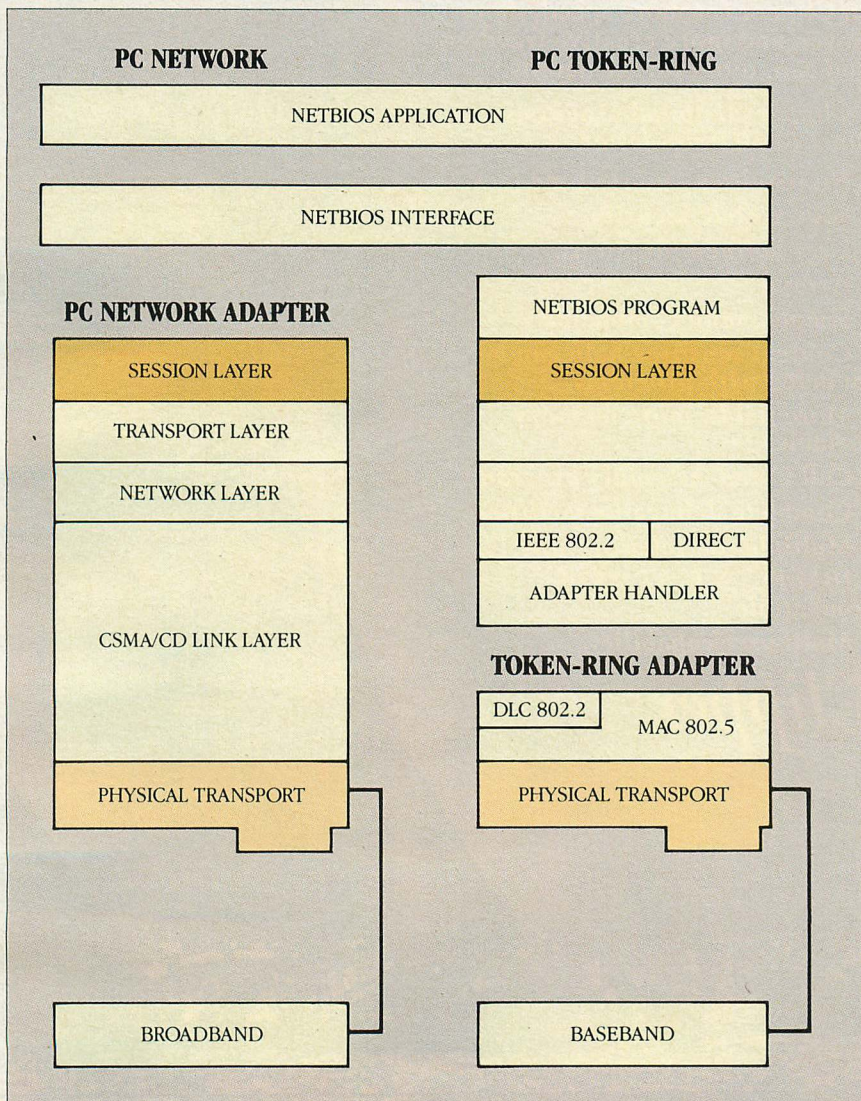 PC NETWORK
PC TOKEN-RING
NETBIOS APPLICATION
NETBIOS INTERFACE
PC NETWORK ADAPTER
SESSION LAYER
TRANSPORT LAYER
NETWORK LAYER
CSMA/CD LINK LAYER
PHYSICAL TRANSPORT
BROADBAND
NETBIOS PROGRAM
SESSION LAYER
IEEE 802.2
DIRECT
ADAPTER HANDLER
TOKEN-RING ADAPTER
DLC 802.2
MAC 802.5
PHYSICAL TRANSPORT
BASEBAND